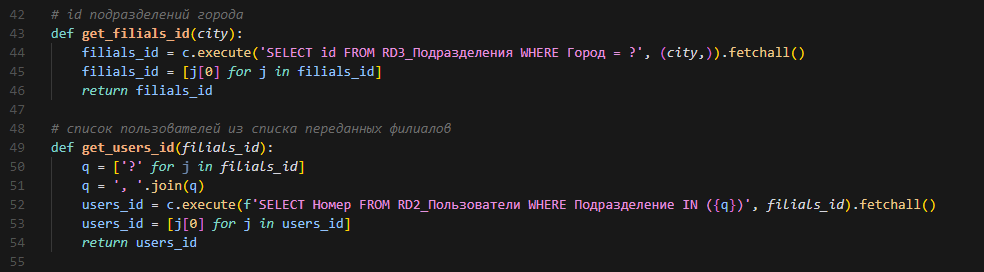 42 # id подразделений города
43 def get_filials_id(city):
44 filials_id = c.execute('SELECT id FROM RD3_Подразделения WHERE Город = ?', (city,)).fetchall()
45 filials_id = [j[0] for j in filials_id]
46 return filials_id
47
48 # список пользователей из списка переданных филиалов
49 def get_users_id(filials_id):
50 q = ['?' for j in filials_id]
51 q = ', '.join(q)
52 users_id = c.execute(f'SELECT Номер FROM RD2_Пользователи WHERE Подразделение IN ({q})', filials_id).fetchall()
53 users_id = [j[0] for j in users_id]
54 return users_id
55